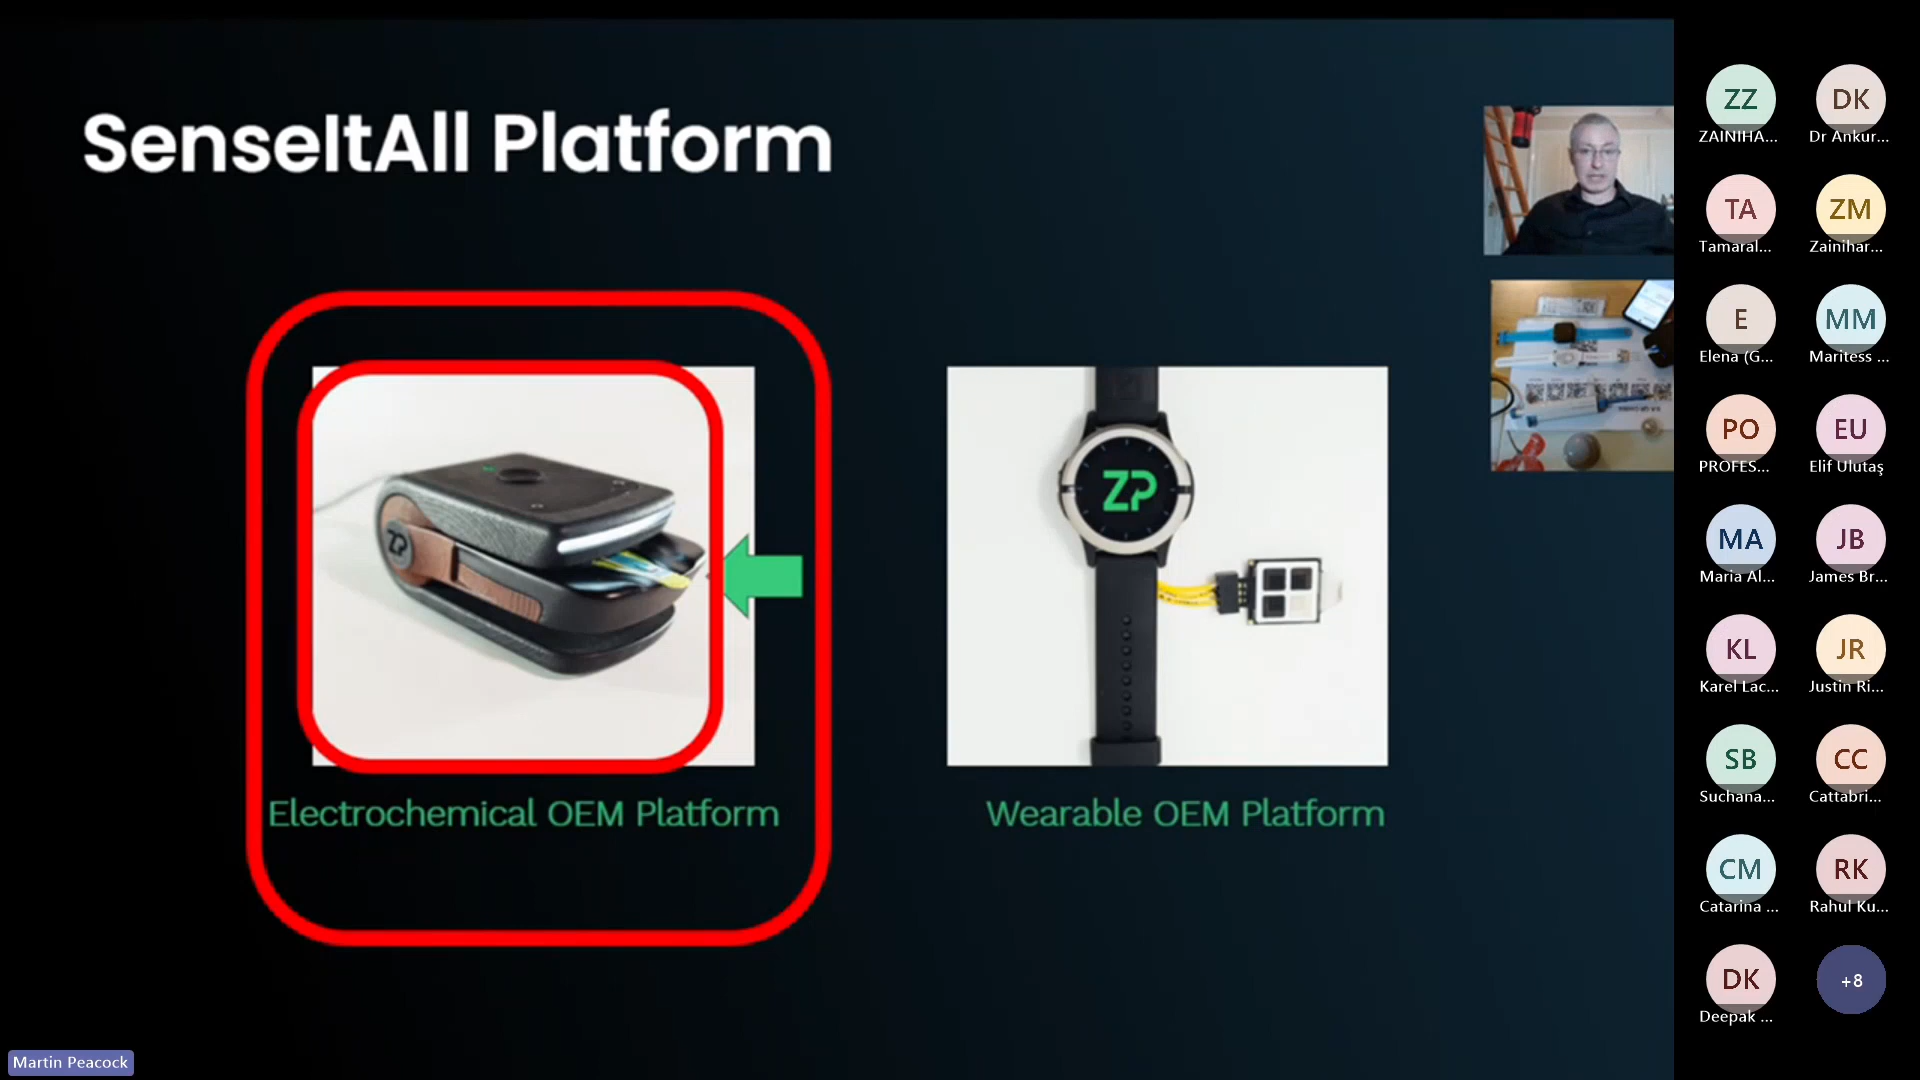 SenseItAll Platform
ZP
ZP
Electrochemical OEM Platform
Wearable OEM Platform
ZZ
ZAINIHA...
DK
Dr Ankur...
TA
Tamaral...
ZM
Zainihar...
E
Elena (G...
MM
Maritess ...
PO
PROFES...
EU
Elif Ulutaş
MA
Maria Al...
JB
James Br...
KL
Karel Lac...
JR
Justin Ri...
SB
Suchana...
CC
Cattabri...
CM
Catarina ...
RK
Rahul Ku...
DK
Deepak ...
+8
Martin Peacock